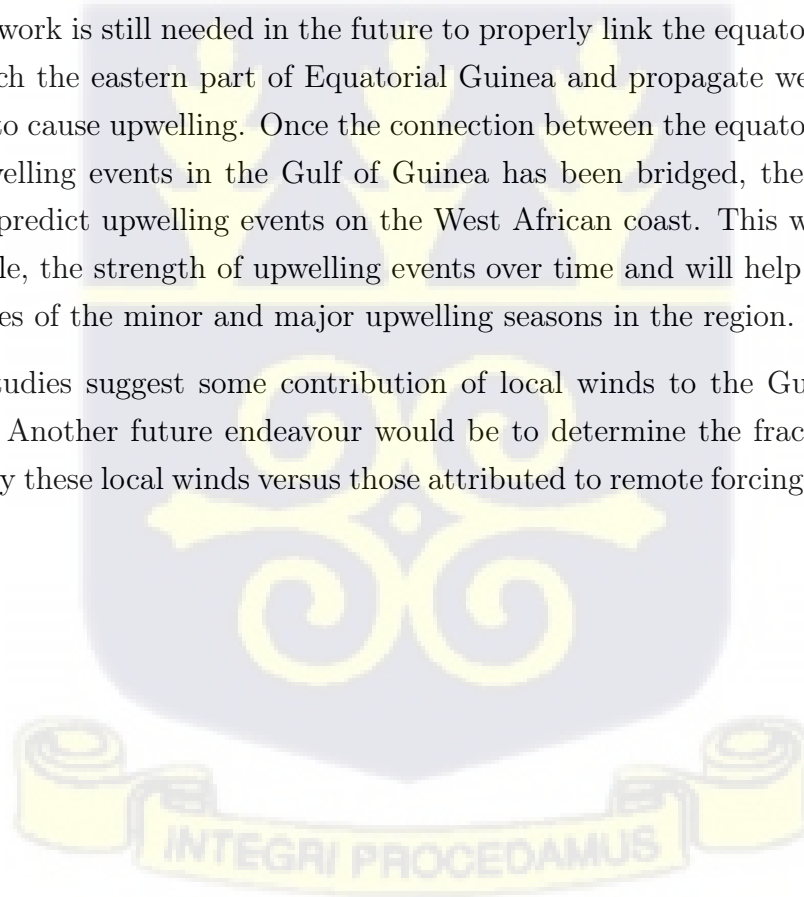 work is still needed in the future to properly link the equato
ch the eastern part of Equatorial Guinea and propagate we
to cause upwelling. Once the connection between the equato
velling events in the Gulf of Guinea has been bridged, the
predict upwelling events on the West African coast. This w
le, the strength of upwelling events over time and will help
es of the minor and major upwelling seasons in the region.
tudies suggest some contribution of local winds to the Gu
Another future endeavour would be to determine the frac
y these local winds versus those attributed to remote forcing
INTEGRI PROCEDAMUS